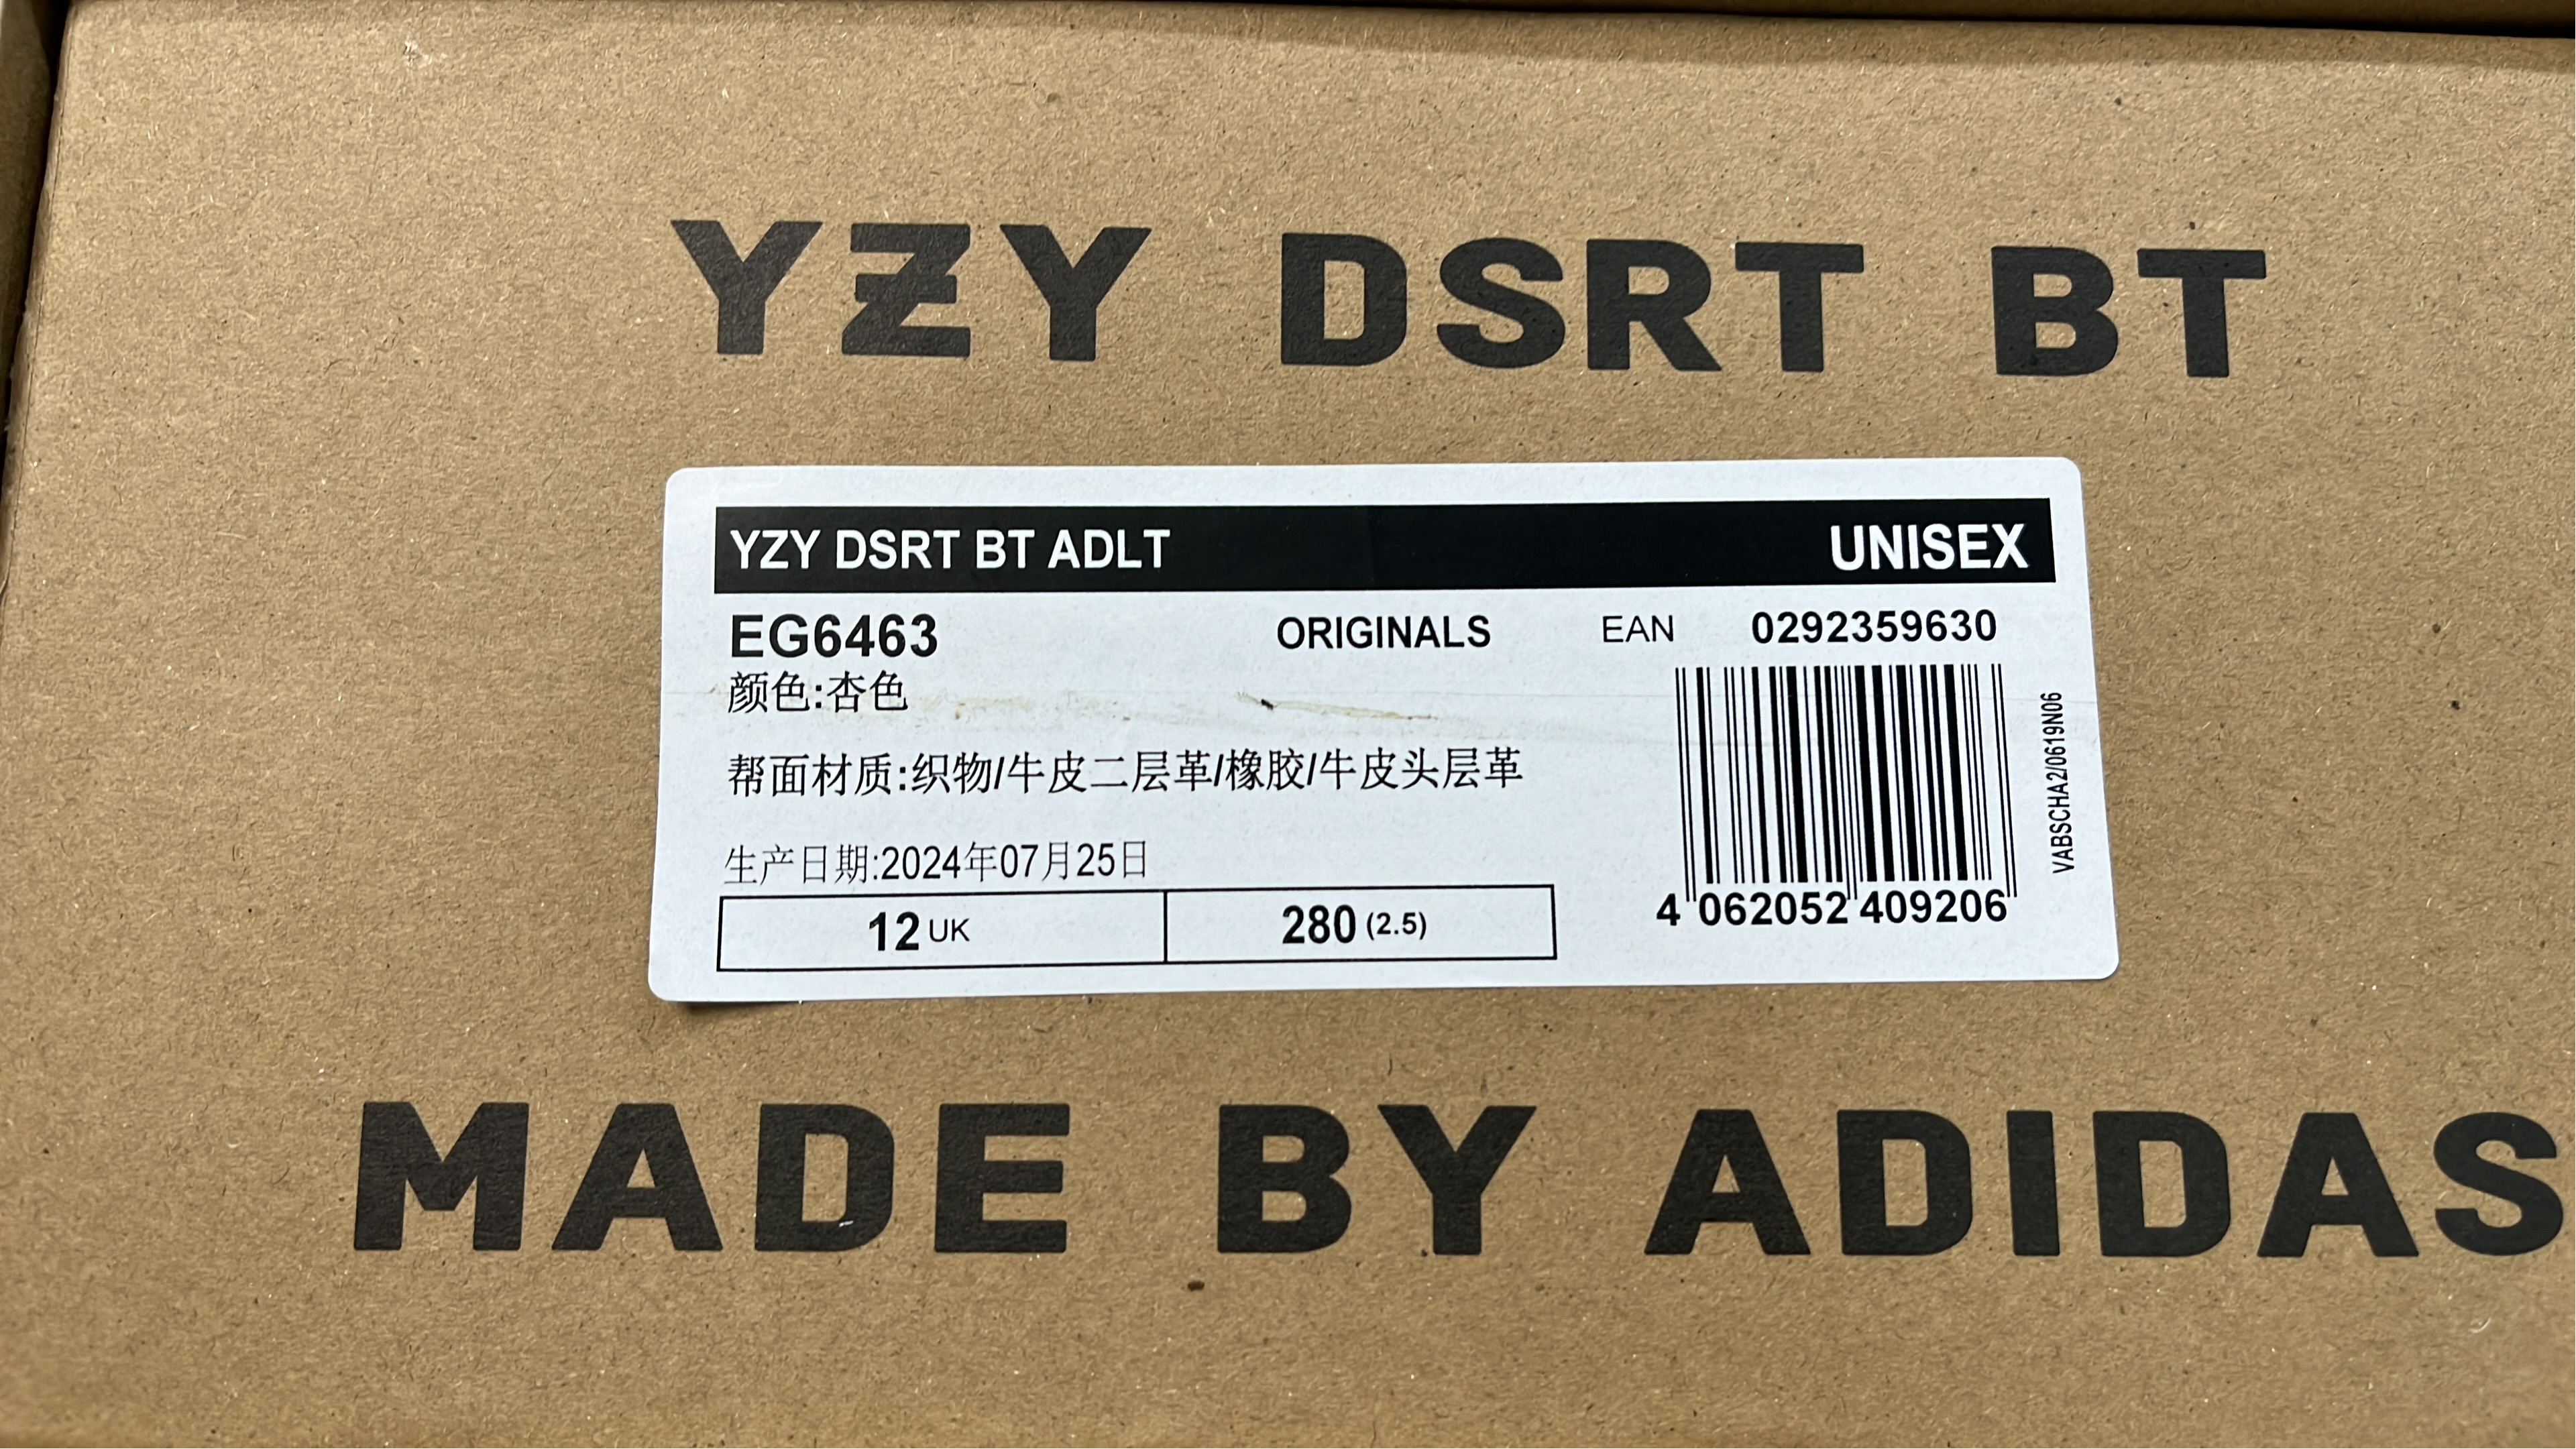 YZY DSRT BT
YZY DSRT BT ADLT UNISEX
EG6463 ORIGINALS EAN 0292359630
颜色:杏色
帮面材质:织物/牛皮二层革/橡胶/牛皮头层革
生产日期:2024年07月25日
12 UK 280 (2.5)
4 062052 409206
VABSCHA2/0619N06
MADE BY ADIDAS